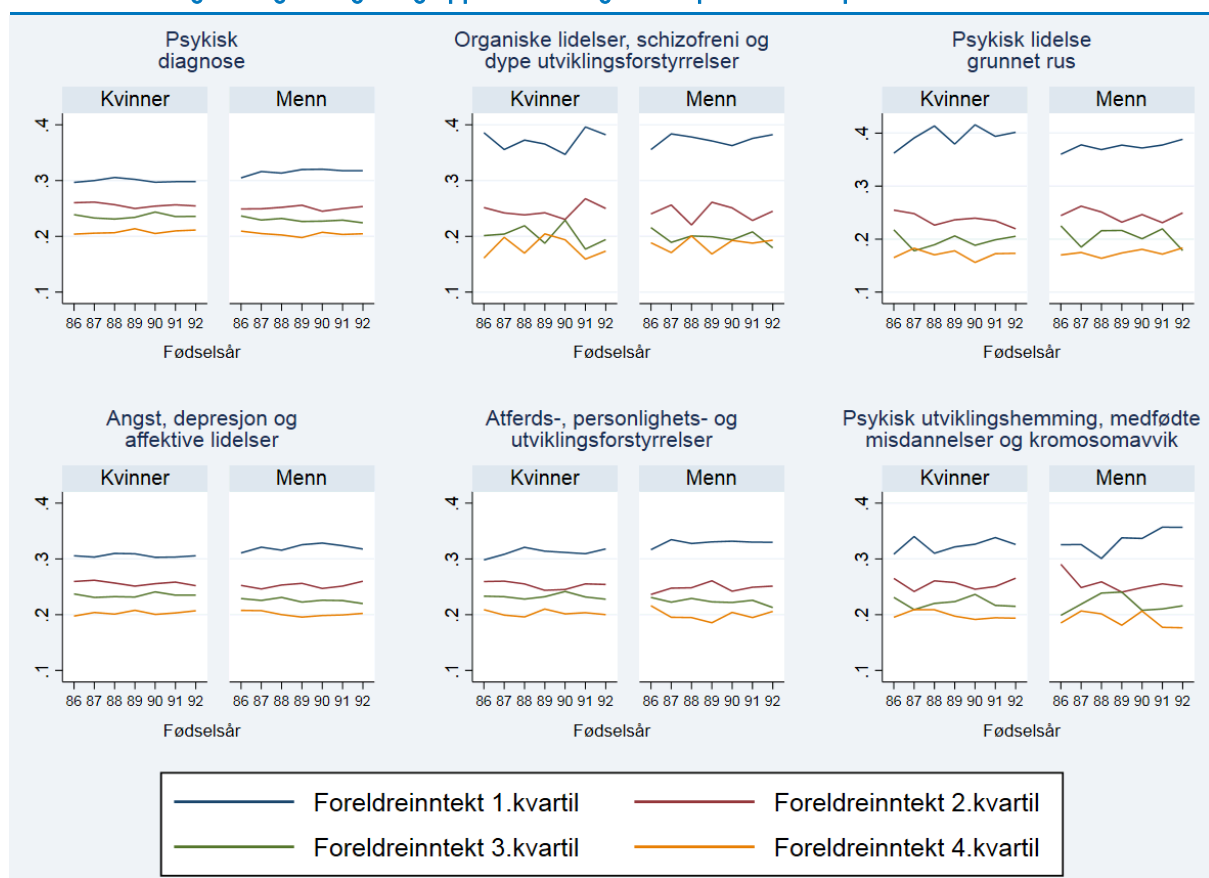 Psykisk
diagnose
Kvinner Menn
.4
.3
.2
.1
86 87 88 89 90 91 92 86 87 88 89 90 91 92
Fødselsår
Organiske lidelser, schizofreni og
dype utviklingsforstyrrelser
Kvinner Menn
.4
.3
.2
.1
86 87 88 89 90 91 92 86 87 88 89 90 91 92
Fødselsår
Psykisk lidelse
grunnet rus
Kvinner Menn
.4
.3
.2
.1
86 87 88 89 90 91 92 86 87 88 89 90 91 92
Fødselsår
Angst, depresjon og
affektive lidelser
Kvinner Menn
.4
.3
.2
.1
86 87 88 89 90 91 92 86 87 88 89 90 91 92
Fødselsår
Atferds-, personlighets- og
utviklingsforstyrrelser
Kvinner Menn
.4
.3
.2
.1
86 87 88 89 90 91 92 86 87 88 89 90 91 92
Fødselsår
Psykisk utviklingshemming, medfødte
misdannelser og kromosomavvik
Kvinner Menn
.4
.3
.2
.1
86 87 88 89 90 91 92 86 87 88 89 90 91 92
Fødselsår
Foreldreinntekt 1.kvartil Foreldreinntekt 2.kvartil
Foreldreinntekt 3.kvartil Foreldreinntekt 4.kvartil